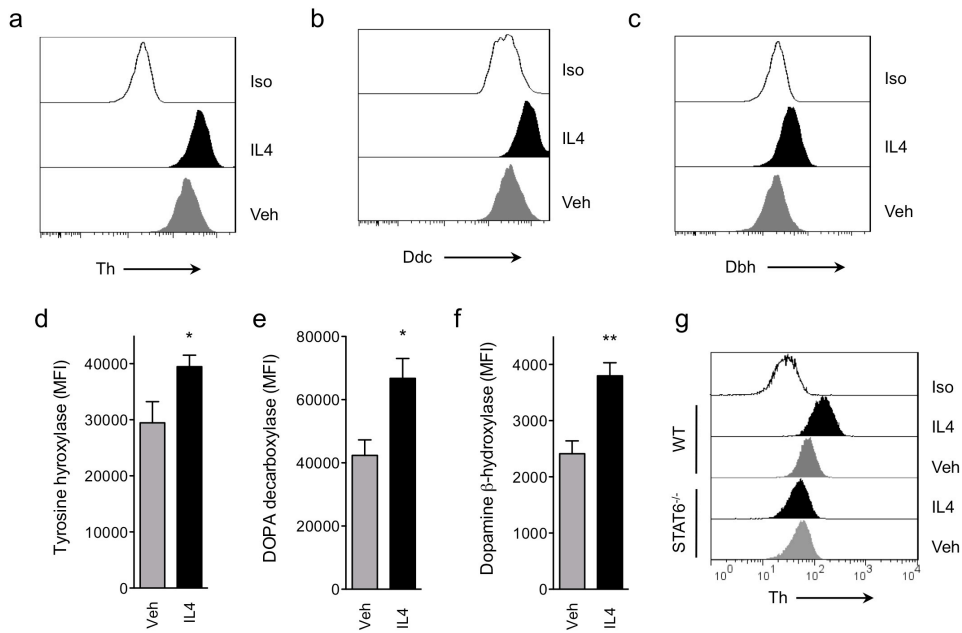 a
Iso
IL4
Veh
Th
b
Iso
IL4
Veh
Ddc
c
Iso
IL4
Veh
Dbh
d
Tyrosine hyroxylase (MFI)
40000
30000
20000
10000
0
*
Veh
IL4
e
DOPA decarboxylase (MFI)
80000
60000
40000
20000
0
*
Veh
IL4
f
Dopamine β-hydroxylase (MFI)
4000
3000
2000
1000
0
**
Veh
IL4
g
Iso
WT
IL4
Veh
STAT6-/-
IL4
Veh
10⁰ 10¹ 10² 10³ 10⁴
Th